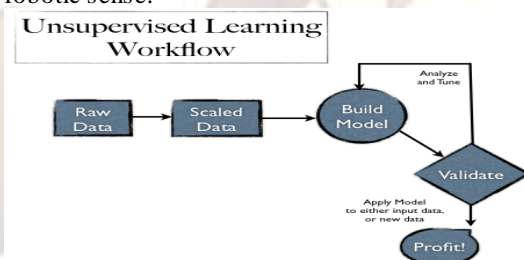 robotic sense.
Unsupervised Learning
Workflow
Analyze
and Tune
Raw
Data
Scaled
Data
Build
Model
Validate
Apply Model
to either input data,
or new data
Profit!